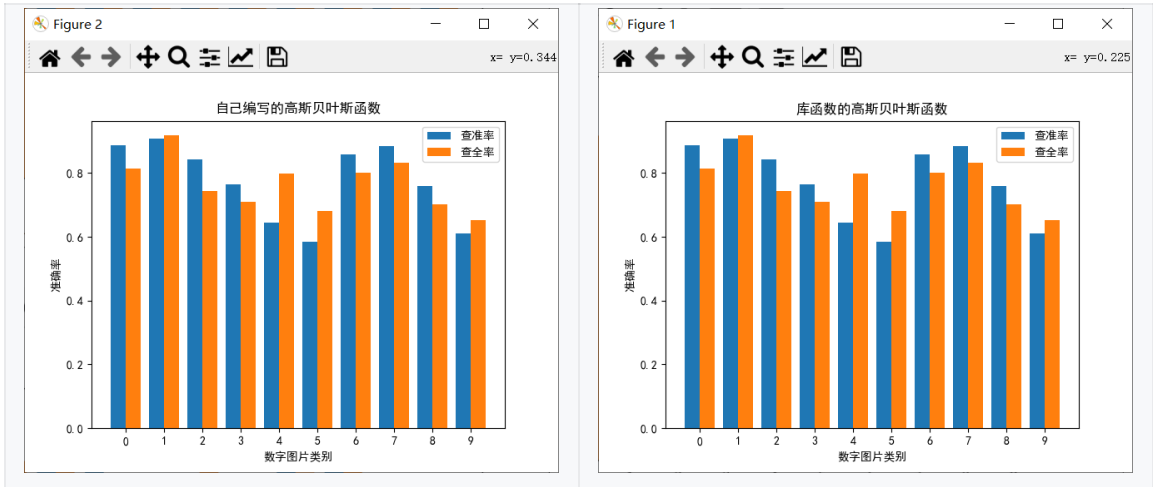 Figure 2
x= y=0.344
自己编写的高斯贝叶斯函数
查准率
查全率
准确率
0.8
0.6
0.4
0.2
0.0
0 1 2 3 4 5 6 7 8 9
数字图片类别
Figure 1
x= y=0.225
库函数的高斯贝叶斯函数
查准率
查全率
准确率
0.8
0.6
0.4
0.2
0.0
0 1 2 3 4 5 6 7 8 9
数字图片类别